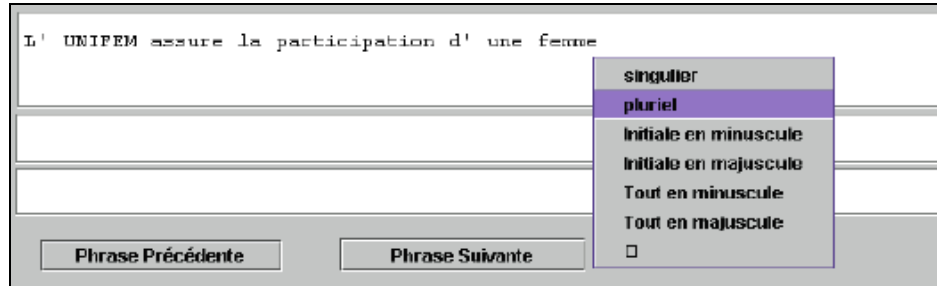 L' UNIFEM assure la participation d' une femme
singulier
pluriel
Initiale en minuscule
Initiale en majuscule
Tout en minuscule
Tout en majuscule
Phrase Précédente
Phrase Suivante